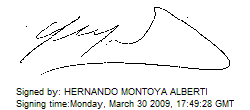 Signed by: HERNANDO MONTOYA ALBERTI
Signing time:Monday, March 30 2009, 17:49:28 GMT